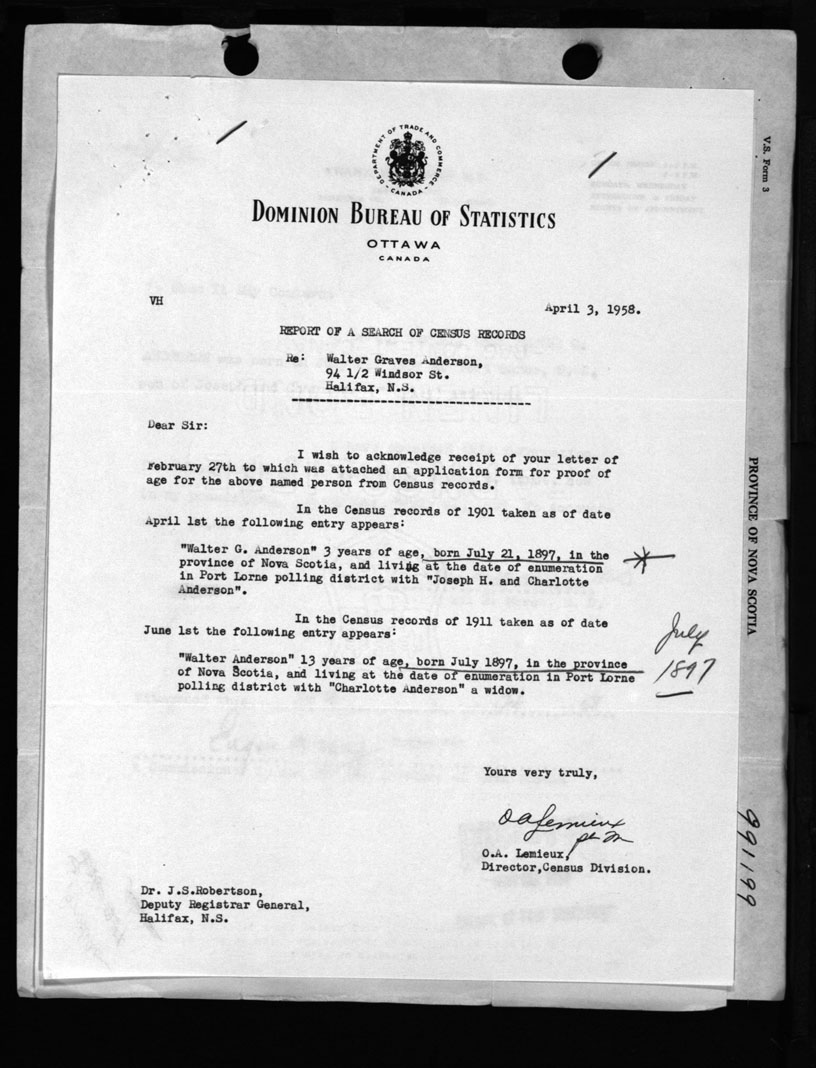 DEPARTMENT OF TRADE AND COMMERCE
CANADA
DOMINION BUREAU OF STATISTICS
OTTAWA
CANADA
V.S. Form 3
VH
April 3, 1958.
REPORT OF A SEARCH OF CENSUS RECORDS
Re: Walter Graves Anderson,
94 1/2 Windsor St.
Halifax, N.S.
Dear Sir:
I wish to acknowledge receipt of your letter of
February 27th to which was attached an application form for proof of
age for the above named person from Census records.
In the Census records of 1901 taken as of date
April 1st the following entry appears:
"Walter G. Anderson" 3 years of age, born July 21, 1897, in the
province of Nova Scotia, and living at the date of enumeration
in Port Lorne polling district with "Joseph H. and Charlotte
Anderson".
PROVINCE OF NOVA SCOTIA
In the Census records of 1911 taken as of date
June 1st the following entry appears:
"Walter Anderson" 13 years of age, born July 1897, in the province
of Nova Scotia, and living at the date of enumeration in Port Lorne
polling district with "Charlotte Anderson" a widow.
July
1897
Yours very truly,
O A Lemieux
O.A. Lemieux,
Director,Census Division.
991199
Dr. J.S.Robertson,
Deputy Registrar General,
Halifax, N.S.